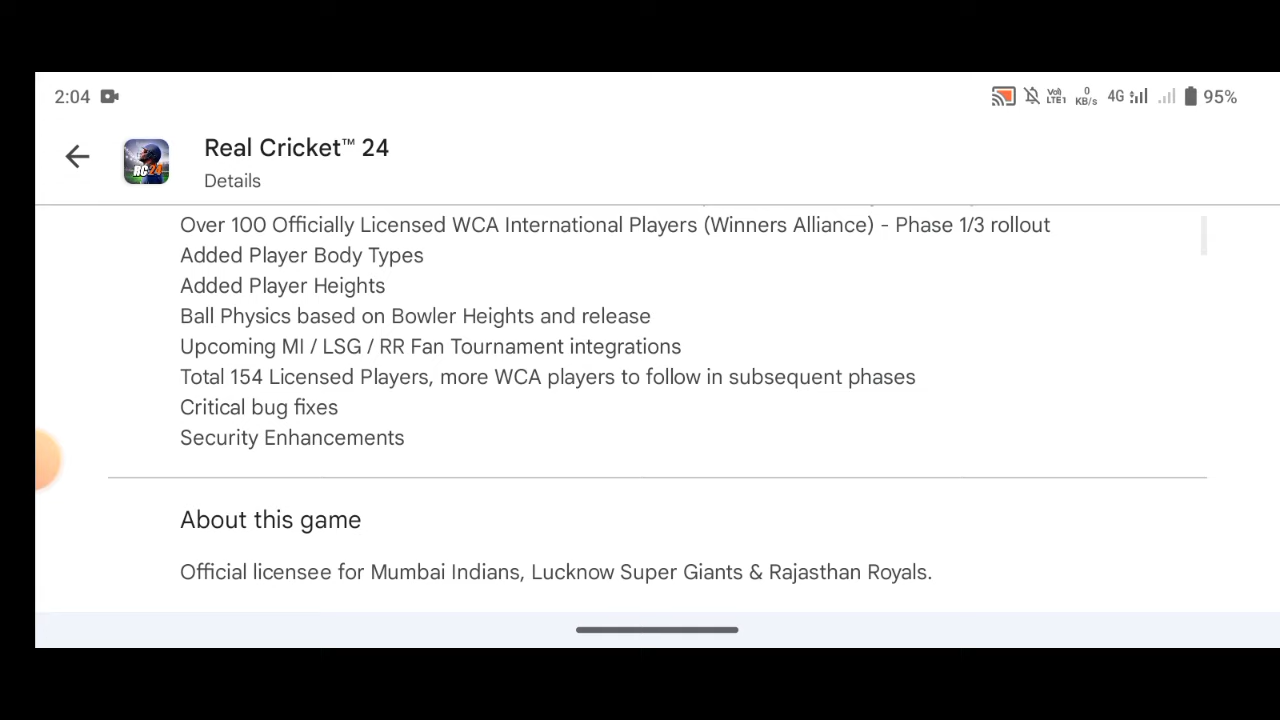 2:04
Vo)) LTE1
0 KB/s
4G
95%
Real Cricket™ 24
Details
RC24
Over 100 Officially Licensed WCA International Players (Winners Alliance) - Phase 1/3 rollout
Added Player Body Types
Added Player Heights
Ball Physics based on Bowler Heights and release
Upcoming MI / LSG / RR Fan Tournament integrations
Total 154 Licensed Players, more WCA players to follow in subsequent phases
Critical bug fixes
Security Enhancements
About this game
Official licensee for Mumbai Indians, Lucknow Super Giants & Rajasthan Royals.